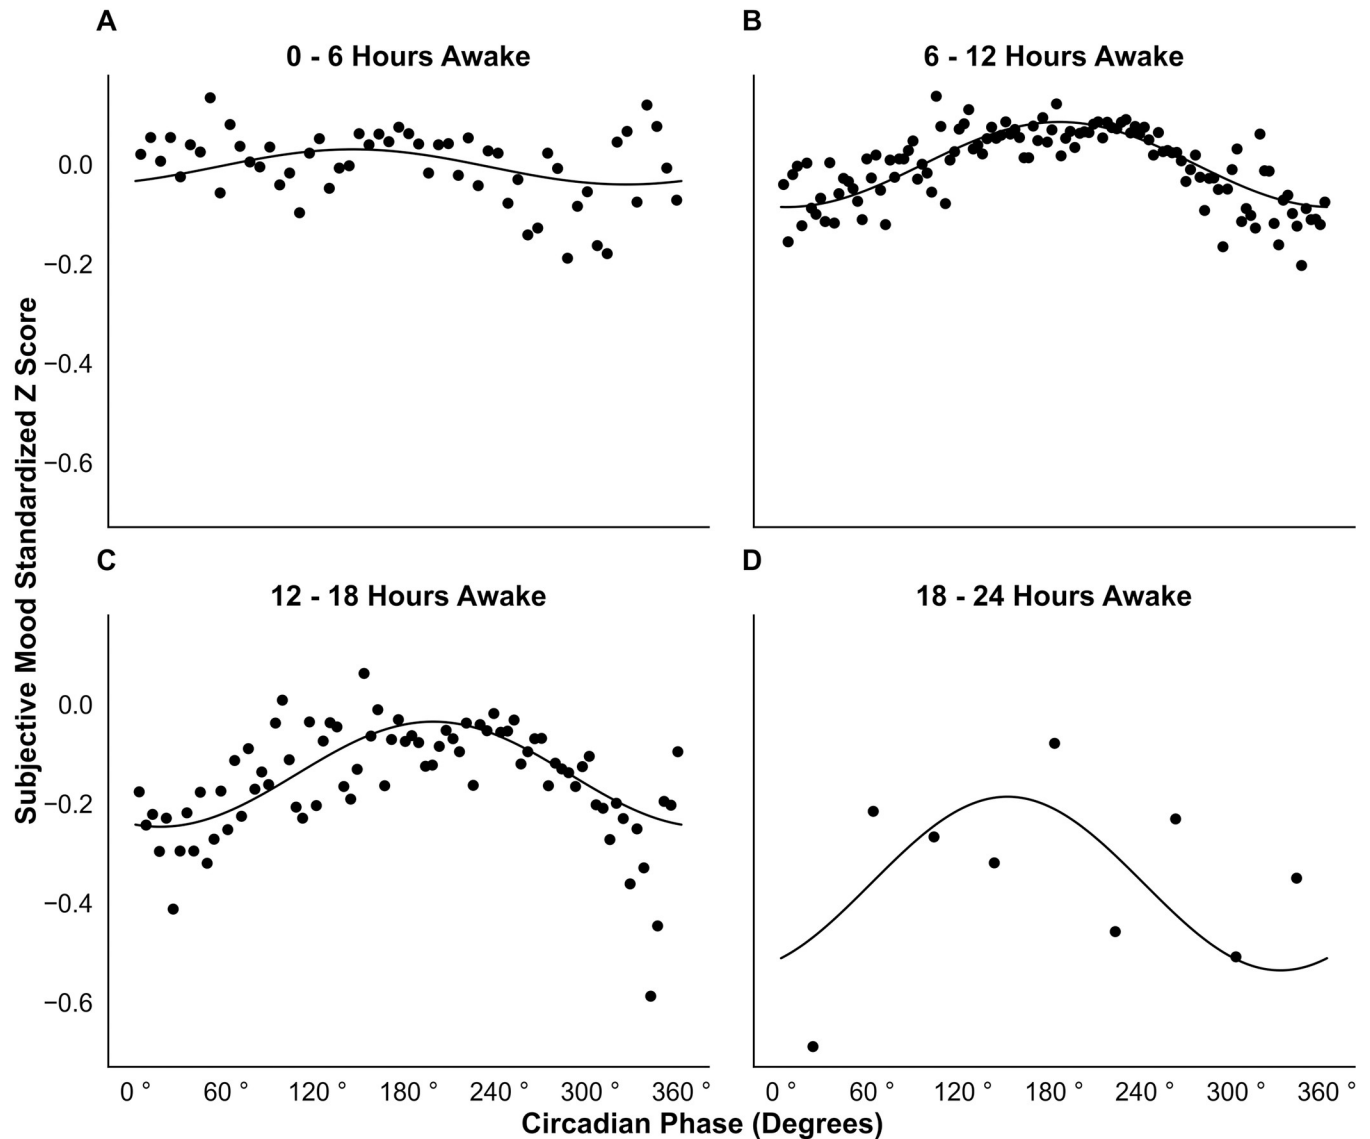 A
0 - 6 Hours Awake
B
6 - 12 Hours Awake
Subjective Mood Standardized Z Score
0.0
−0.2
−0.4
−0.6
C
12 - 18 Hours Awake
D
18 - 24 Hours Awake
0.0
−0.2
−0.4
−0.6
0 ° 60 ° 120 ° 180 ° 240 ° 300 ° 360 °
0 ° 60 ° 120 ° 180 ° 240 ° 300 ° 360 °
Circadian Phase (Degrees)